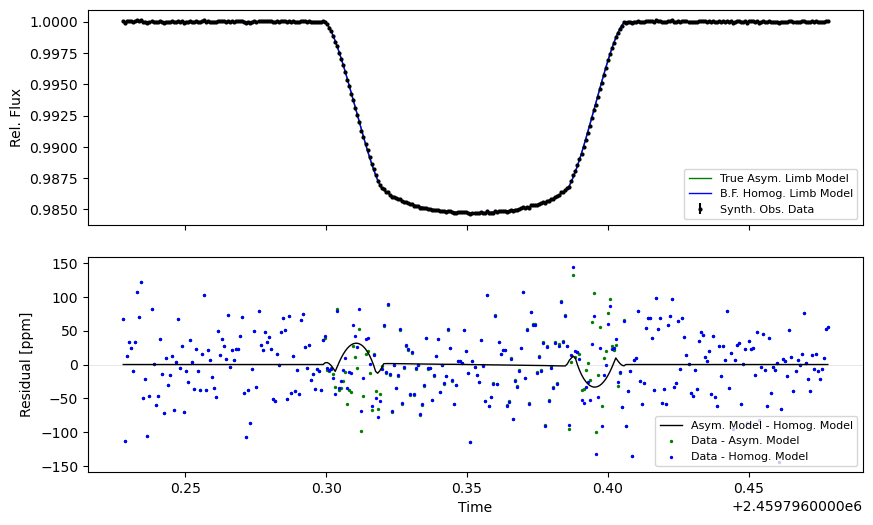 1.0000
0.9975
0.9950
0.9925
0.9900
0.9875
0.9850
Rel. Flux
True Asym. Limb Model
B.F. Homog. Limb Model
Synth. Obs. Data
150
100
50
0
−50
−100
−150
Residual [ppm]
Asym. Model - Homog. Model
Data - Asym. Model
Data - Homog. Model
0.25
0.30
0.35
0.40
0.45
Time
+2.4597960000e6